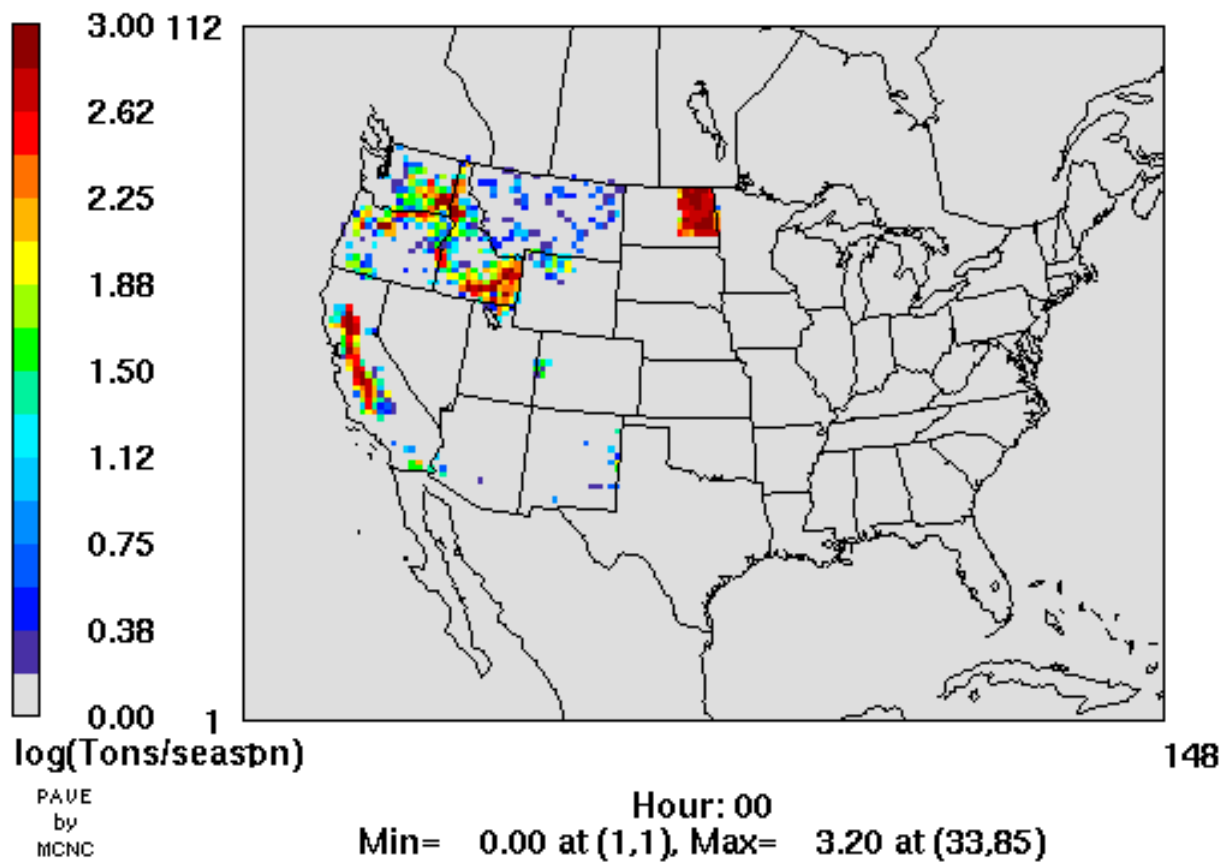 3.00 112
2.62
2.25
1.88
1.50
1.12
0.75
0.38
0.00 1
log(Tons/season)
148
PAVE
by
MCNC
Hour: 00
Min= 0.00 at (1,1), Max= 3.20 at (33,85)